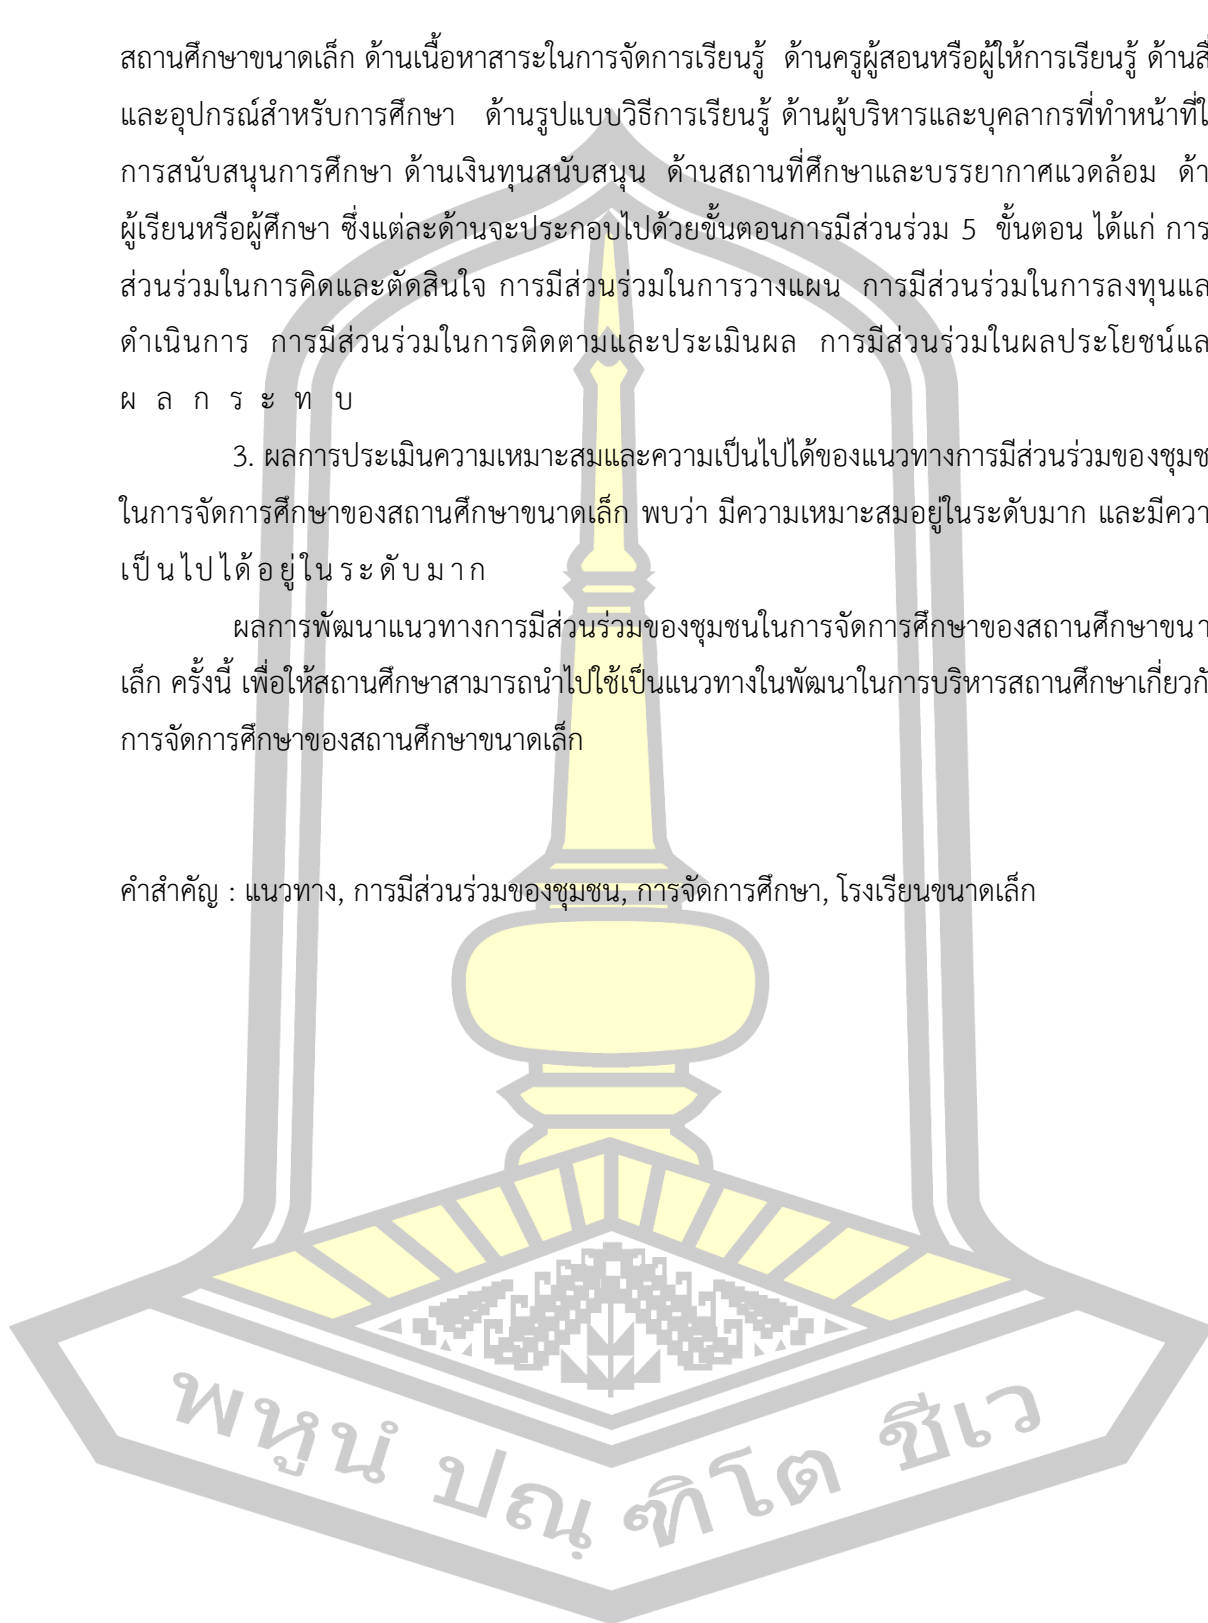 สถานศึกษาขนาดเล็ก ด้านเนื้อหาสาระในการจัดการเรียนรู้  ด้านครูผู้สอนหรือผู้ให้การเรียนรู้ ด้านสื่
และอุปกรณ์สำหรับการศึกษา   ด้านรูปแบบวิธีการเรียนรู้ ด้านผู้บริหารและบุคลากรที่ทำหน้าที่ใ
การสนับสนุนการศึกษา ด้านเงินทุนสนับสนุน  ด้านสถานที่ศึกษาและบรรยากาศแวดล้อม  ด้า
ผู้เรียนหรือผู้ศึกษา ซึ่งแต่ละด้านจะประกอบไปด้วยขั้นตอนการมีส่วนร่วม 5  ขั้นตอน ได้แก่ การ
ส่วนร่วมในการคิดและตัดสินใจ การมีส่วนร่วมในการวางแผน  การมีส่วนร่วมในการลงทุนแล
ดำเนินการ  การมีส่วนร่วมในการติดตามและประเมินผล  การมีส่วนร่วมในผลประโยชน์แล
ผ ล ก ร ะ ท บ
3. ผลการประเมินความเหมาะสมและความเป็นไปได้ของแนวทางการมีส่วนร่วมของชุมช
ในการจัดการศึกษาของสถานศึกษาขนาดเล็ก พบว่า มีความเหมาะสมอยู่ในระดับมาก และมีควา
เป็นไปได้อยู่ในระดับมาก
ผลการพัฒนาแนวทางการมีส่วนร่วมของชุมชนในการจัดการศึกษาของสถานศึกษาขนา
เล็ก ครั้งนี้ เพื่อให้สถานศึกษาสามารถนำไปใช้เป็นแนวทางในพัฒนาในการบริหารสถานศึกษาเกี่ยวกั
การจัดการศึกษาของสถานศึกษาขนาดเล็ก
คำสำคัญ : แนวทาง, การมีส่วนร่วมของชุมชน, การจัดการศึกษา, โรงเรียนขนาดเล็ก
พหูนํ ปณฺฑิโต ชีเว